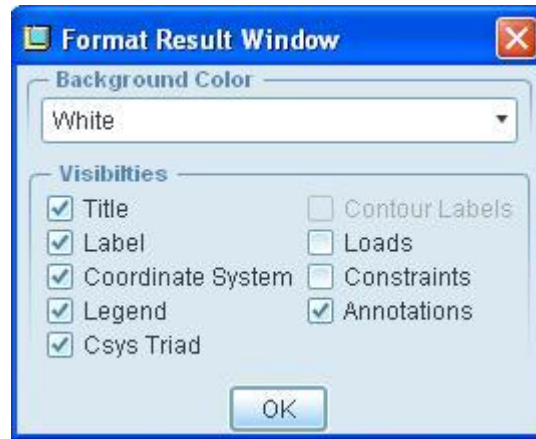 Format Result Window
Background Color
White
Visibilties
Title
Contour Labels
Label
Loads
Coordinate System
Constraints
Legend
Annotations
Csys Triad
OK